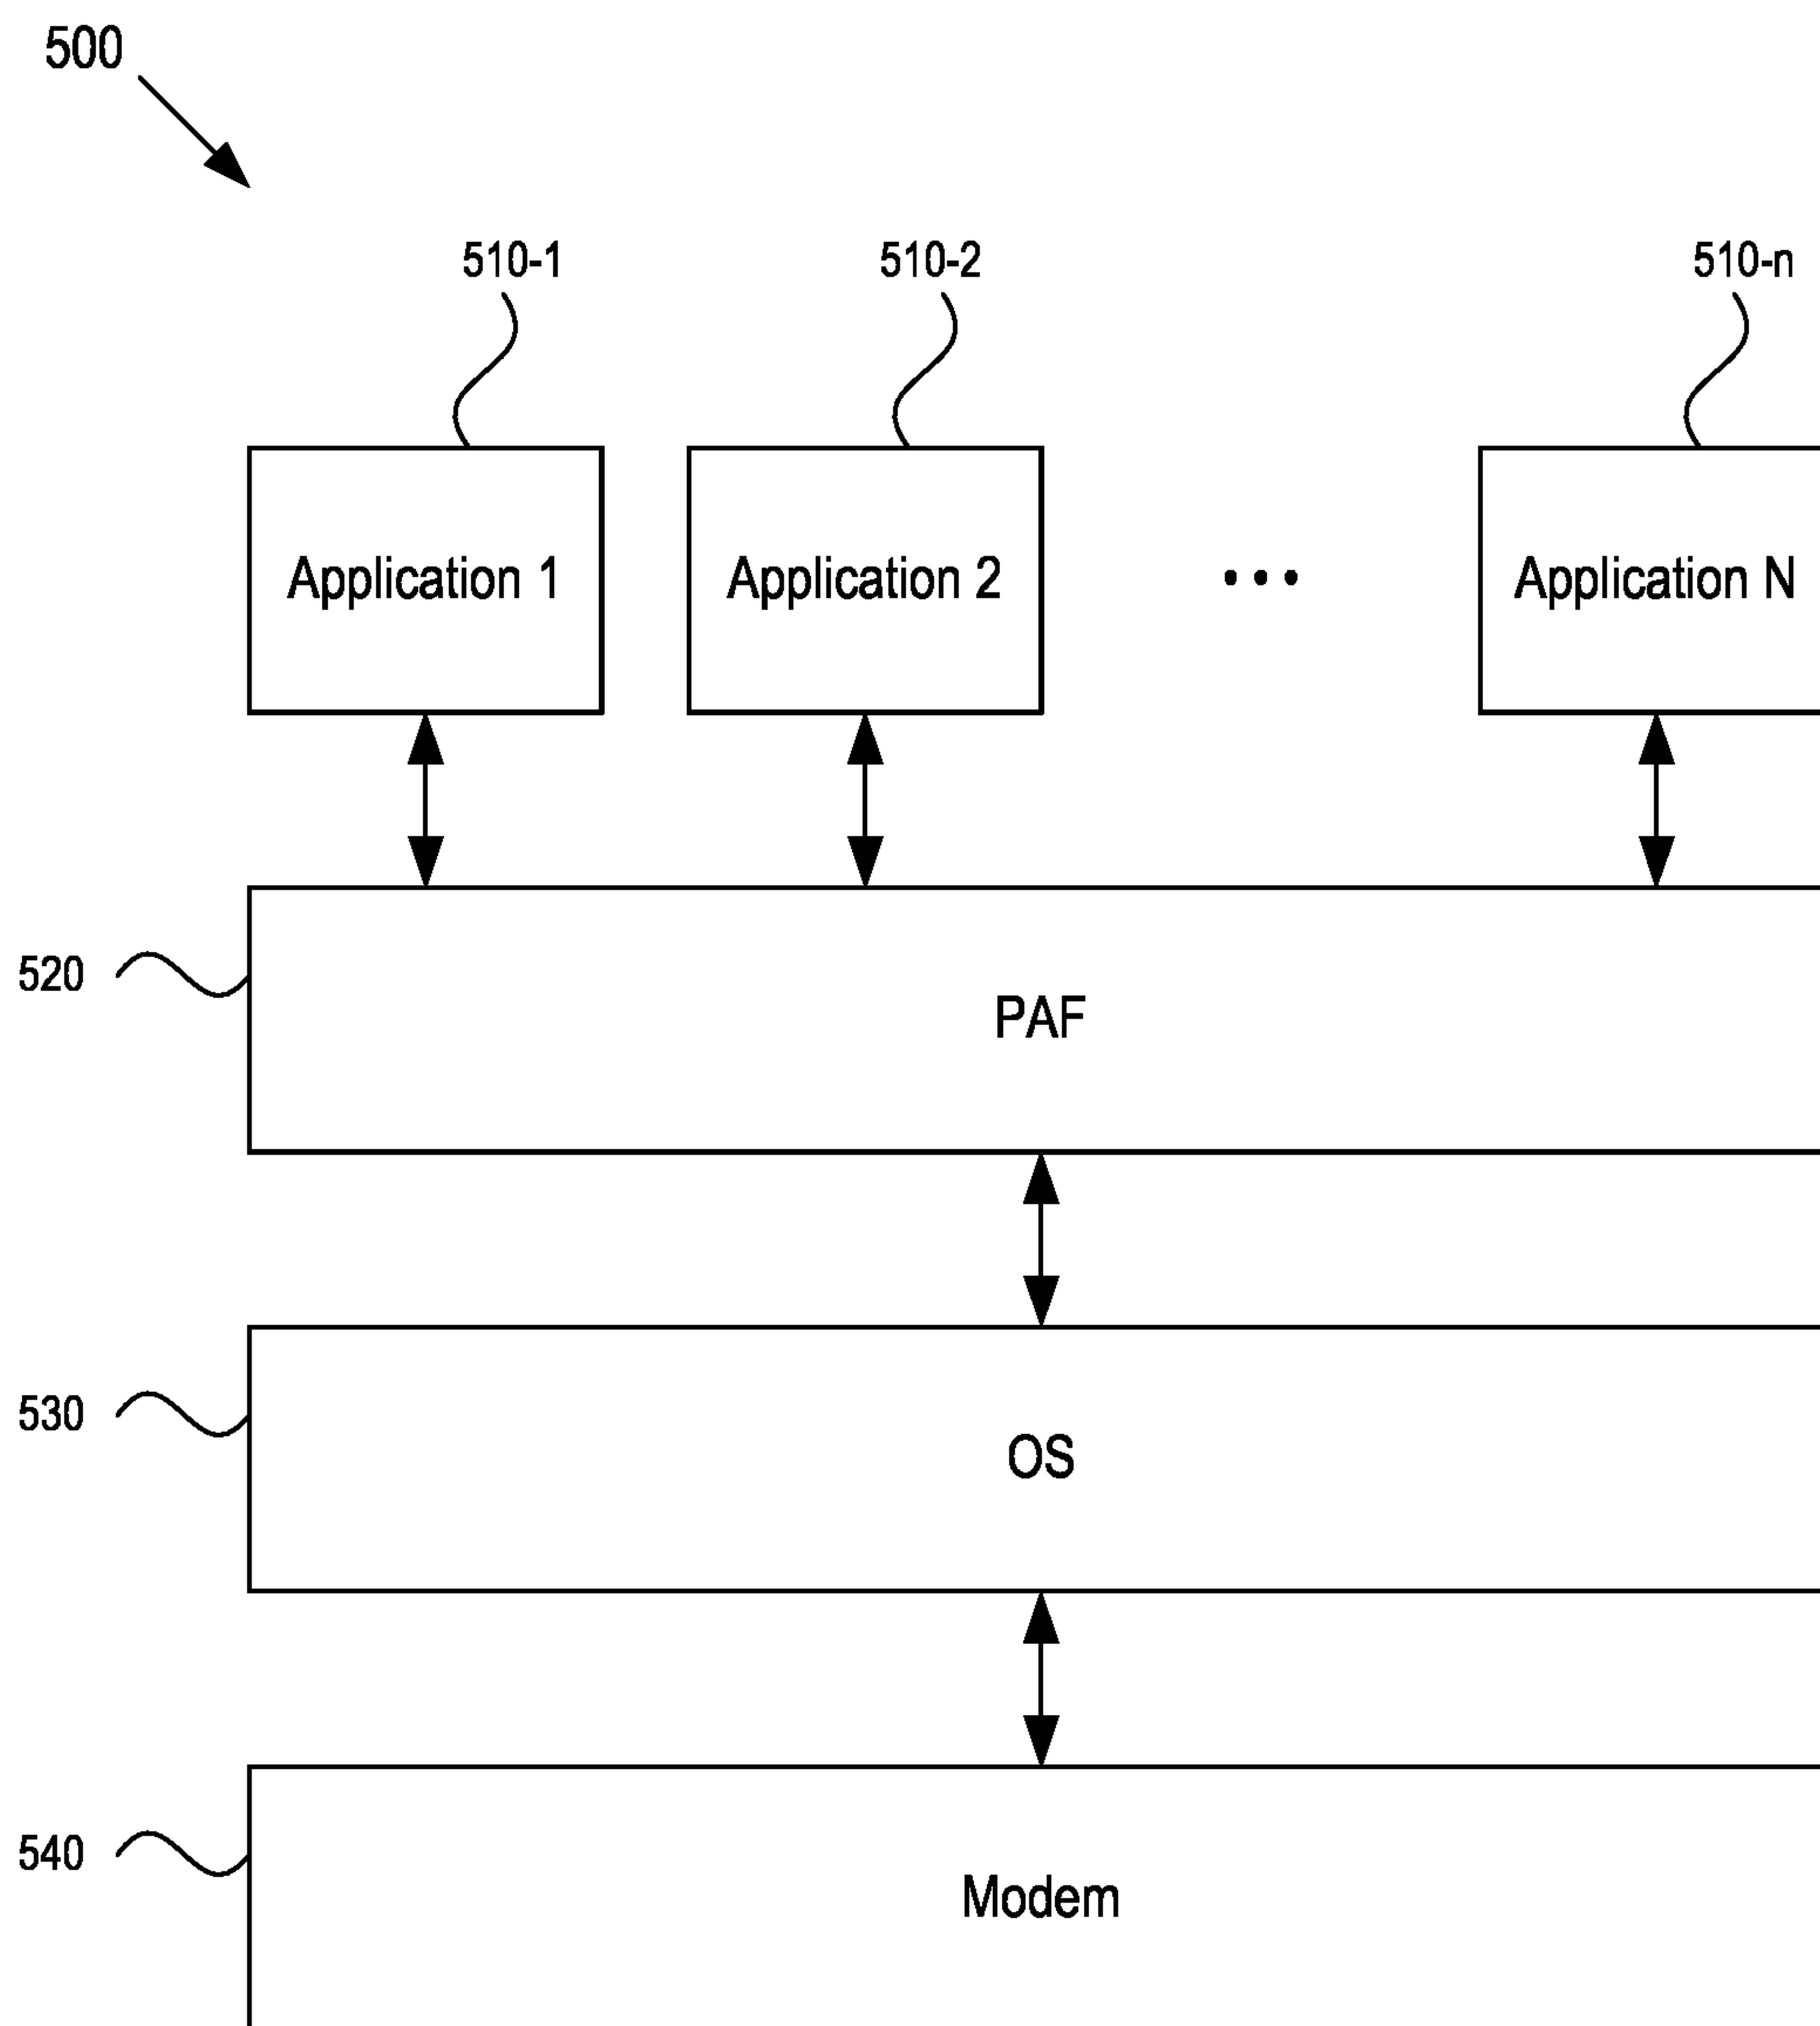 500
510-1
510-2
510-n
Application 1
Application 2
...
Application N
520
PAF
530
OS
540
Modem